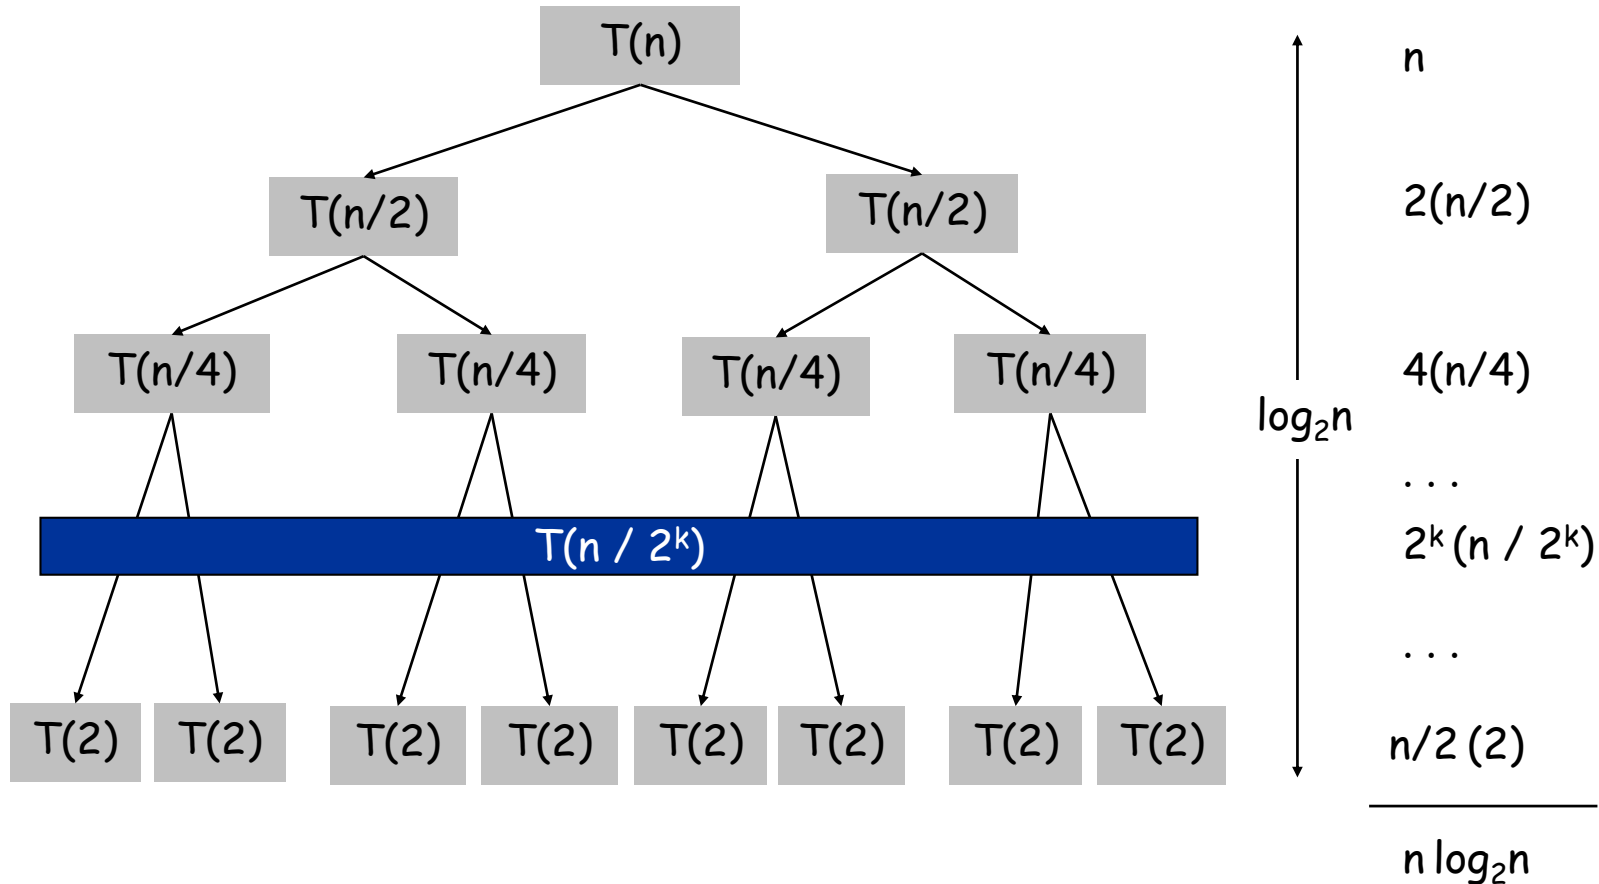 T(n)
n
T(n/2) T(n/2)
2(n/2)
T(n/4) T(n/4) T(n/4) T(n/4)
4(n/4)
log₂n
. . .
T(n / 2ᵏ)
2ᵏ (n / 2ᵏ)
. . .
T(2) T(2) T(2) T(2) T(2) T(2) T(2) T(2)
n/2 (2)
n log₂n